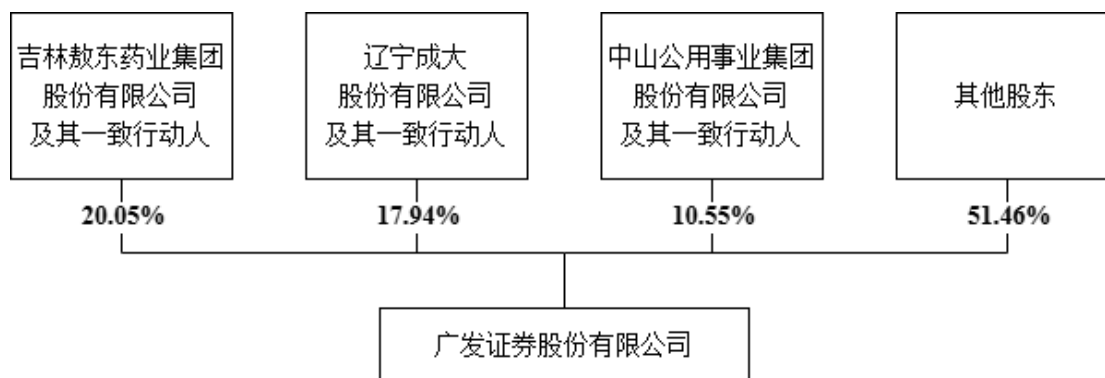 吉林敖东药业集团
股份有限公司
及其一致行动人
辽宁成大
股份有限公司
及其一致行动人
中山公用事业集团
股份有限公司
及其一致行动人
其他股东
20.05%
17.94%
10.55%
51.46%
广发证券股份有限公司